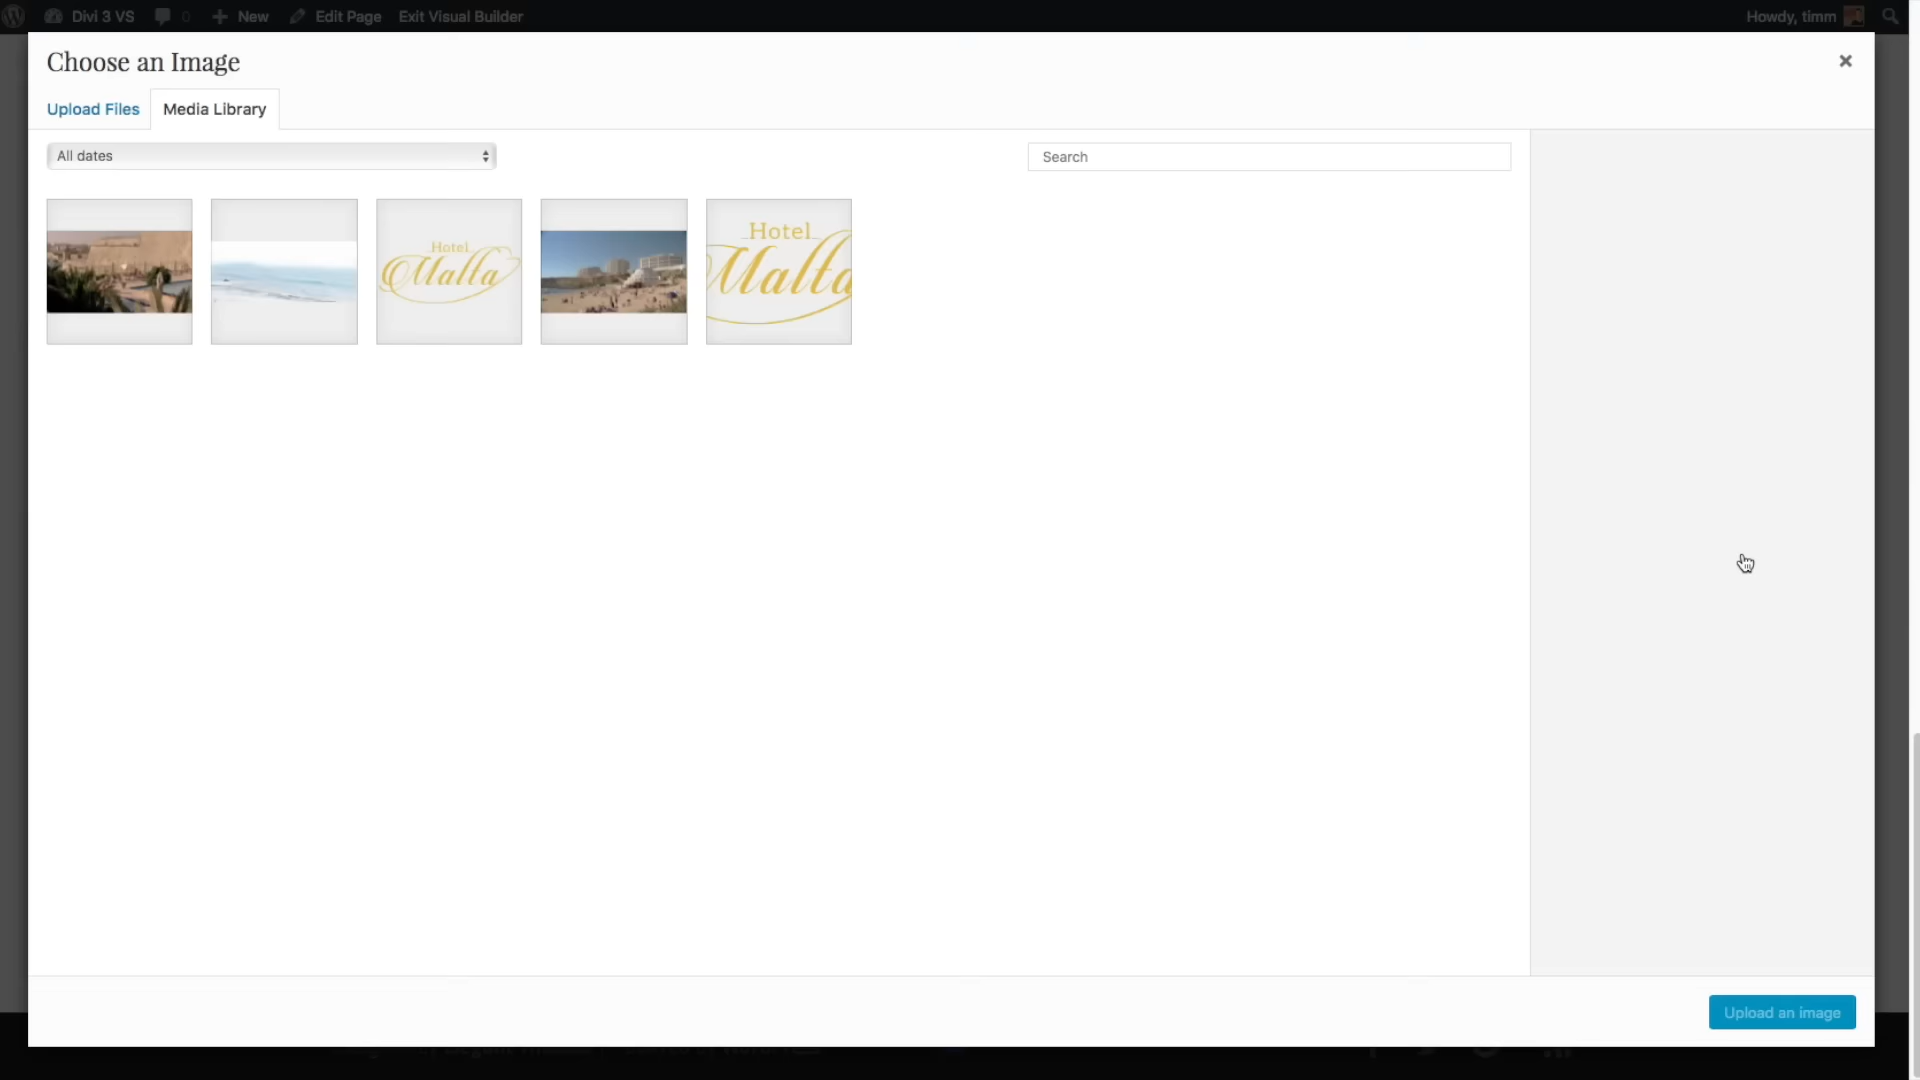 Divi 3 VS 0 New Edit Page Exit Visual Builder Howdy, timm
Choose an Image
Upload Files Media Library
All dates Search
Hotel Malta Hotel Malta
Upload an image